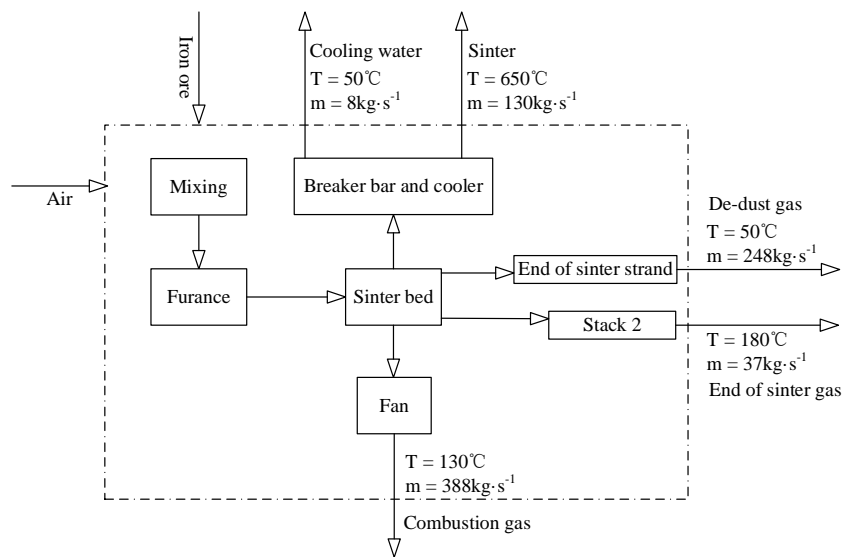 Iron ore
Cooling water
T = 50℃
m = 8kg·s⁻¹
Sinter
T = 650℃
m = 130kg·s⁻¹
Air
Mixing
Breaker bar and cooler
De-dust gas
T = 50℃
m = 248kg·s⁻¹
Furance
Sinter bed
End of sinter strand
Stack 2
T = 180℃
m = 37kg·s⁻¹
End of sinter gas
Fan
T = 130℃
m = 388kg·s⁻¹
Combustion gas